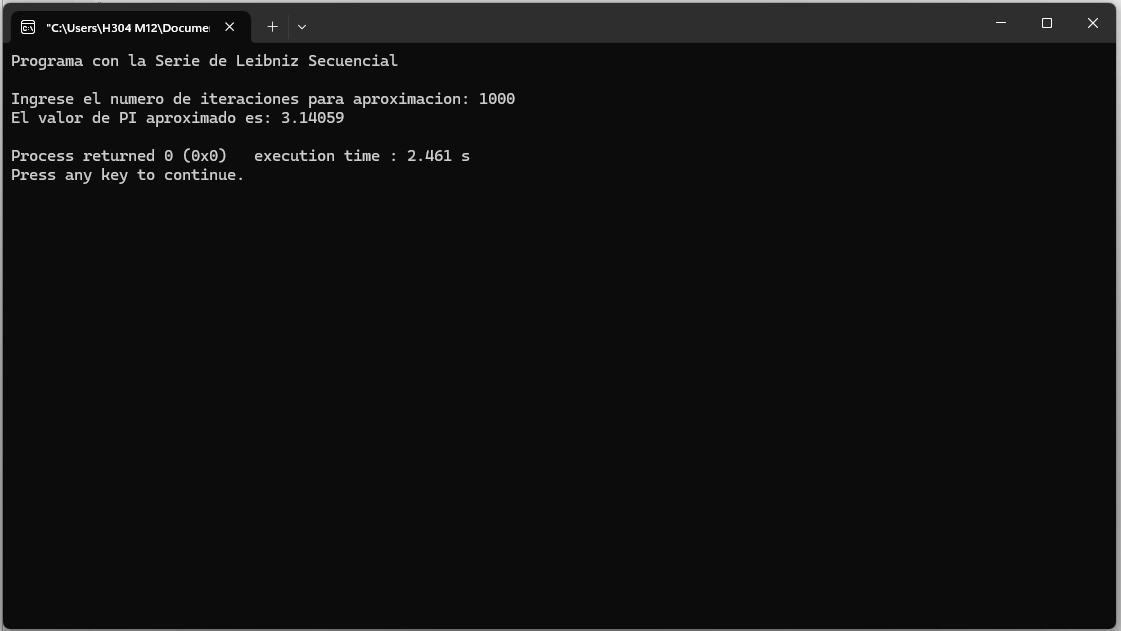 "C:\Users\H304 M12\Docume
Programa con la Serie de Leibniz Secuencial
Ingrese el numero de iteraciones para aproximacion: 1000
El valor de PI aproximado es: 3.14059
Process returned 0 (0x0)   execution time : 2.461 s
Press any key to continue.